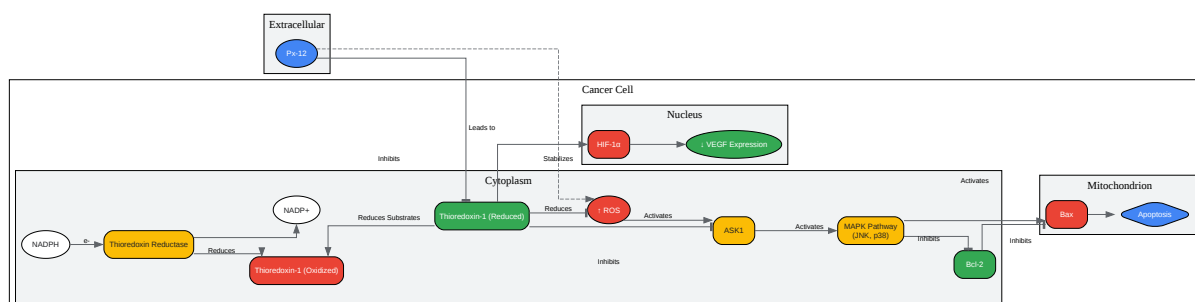 Extracellular
Px-12
Cancer Cell
Nucleus
Leads to
HIF-1α
↓ VEGF Expression
Inhibits
Stabilizes
Cytoplasm
Activates
Mitochondrion
NADP+
Reduces Substrates
Thioredoxin-1 (Reduced)
Reduces
↑ ROS
Activates
Bax
Apoptosis
NADPH
e-
Thioredoxin Reductase
Reduces
ASK1
Activates
MAPK Pathway
(JNK, p38)
Inhibits
Inhibits
Thioredoxin-1 (Oxidized)
Inhibits
Bcl-2